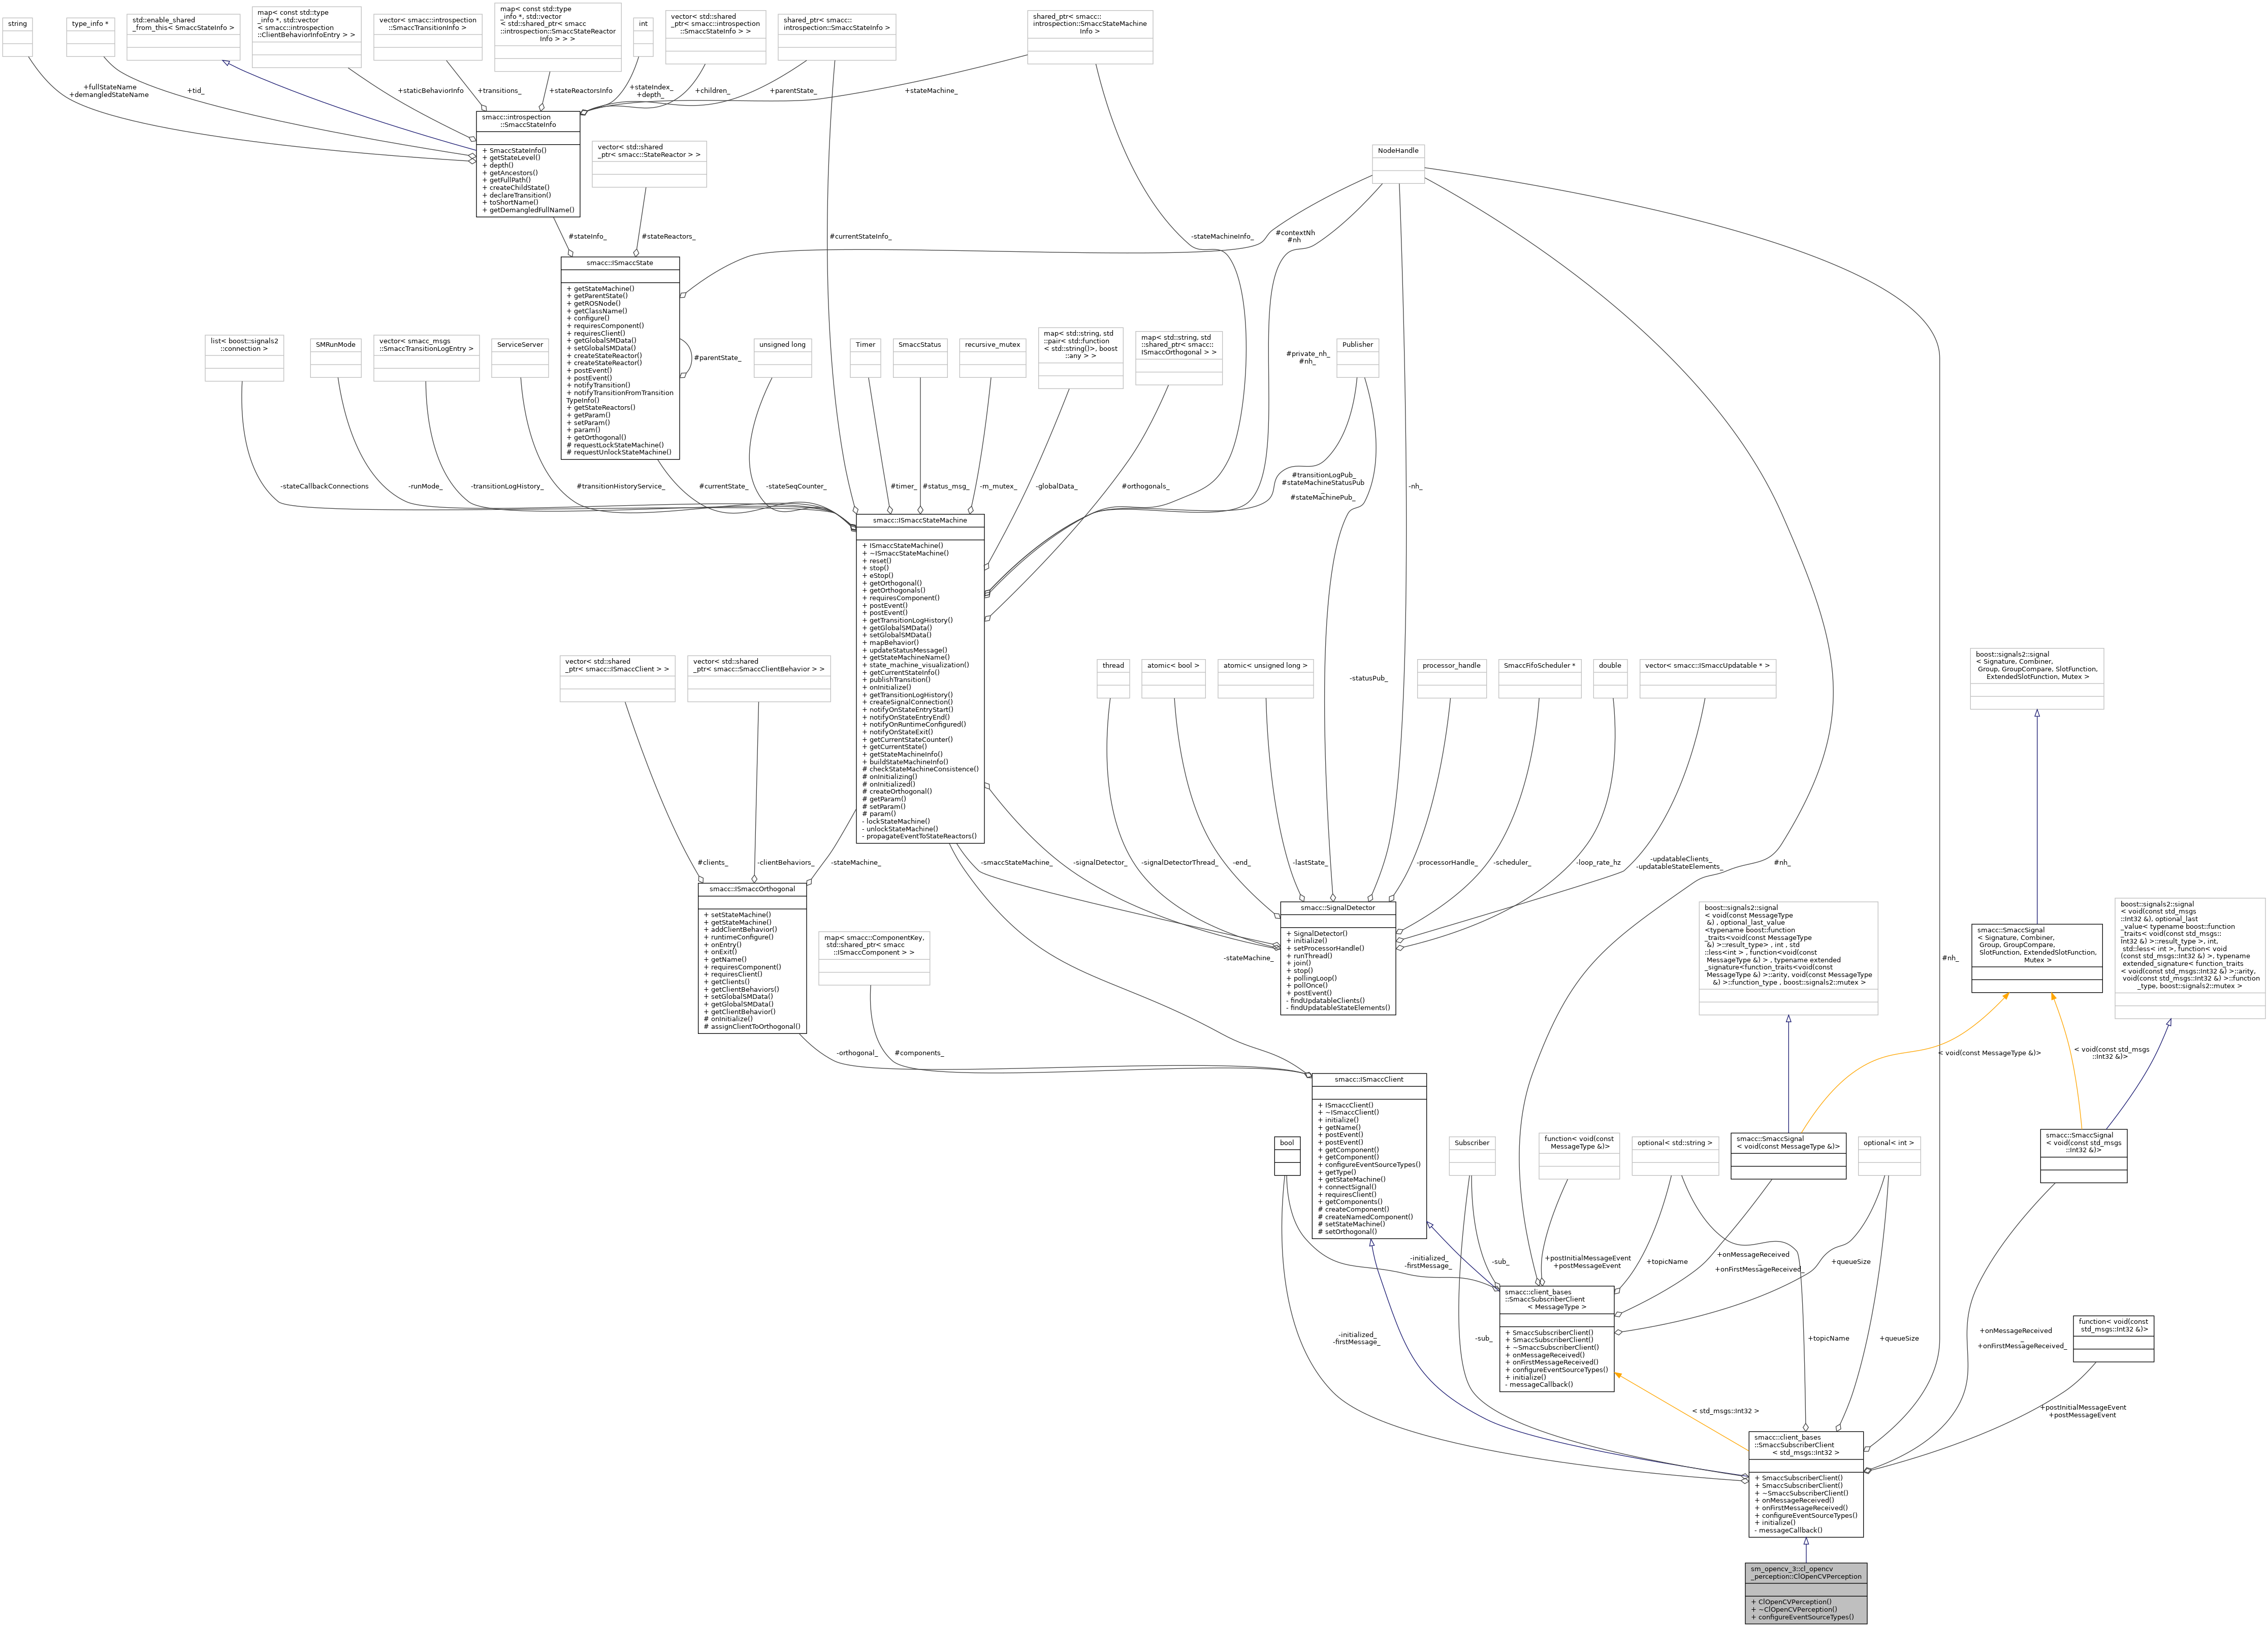 string
type_info *
std::enable_shared
_from_this< SmaccStateInfo >
map< const std::type
_info *, std::vector
< smacc::introspection
::ClientBehaviorInfoEntry > >
vector< smacc::introspection
::SmaccTransitionInfo >
map< const std::type
_info *, std::vector
< std::shared_ptr< smacc
::introspection::SmaccStateReactor
Info > > >
int
vector< std::shared
_ptr< smacc::introspection
::SmaccStateInfo > >
shared_ptr< smacc::
introspection::SmaccStateInfo >
shared_ptr< smacc::
introspection::SmaccStateMachine
Info >
+fullStateName
+demangledStateName
+tid_
+staticBehaviorInfo
+transitions_
+stateReactorsInfo
+stateIndex_
+depth_
+children_
+parentState_
+stateMachine_
smacc::introspection
::SmaccStateInfo
+ SmaccStateInfo()
+ getStateLevel()
+ depth()
+ getAncestors()
+ getFullPath()
+ createChildState()
+ declareTransition()
+ toShortName()
+ getDemangledFullName()
vector< std::shared
_ptr< smacc::StateReactor > >
NodeHandle
#stateInfo_
#stateReactors_
#currentStateInfo_
-stateMachineInfo_
#contextNh
#nh
smacc::ISmaccState
+ getStateMachine()
+ getParentState()
+ getROSNode()
+ getClassName()
+ configure()
+ requiresComponent()
+ requiresClient()
+ getGlobalSMData()
+ setGlobalSMData()
+ createStateReactor()
+ createStateReactor()
+ postEvent()
+ postEvent()
+ notifyTransition()
+ notifyTransitionFromTransition
TypeInfo()
+ getStateReactors()
+ getParam()
+ setParam()
+ param()
+ getOrthogonal()
# requestLockStateMachine()
# requestUnlockStateMachine()
#parentState_
list< boost::signals2
::connection >
SMRunMode
vector< smacc_msgs
::SmaccTransitionLogEntry >
ServiceServer
unsigned long
Timer
SmaccStatus
recursive_mutex
map< std::string, std
::pair< std::function
< std::string()>, boost
::any > >
map< std::string, std
::shared_ptr< smacc::
ISmaccOrthogonal > >
#private_nh_
#nh_
Publisher
-stateCallbackConnections
-runMode_
-transitionLogHistory_
#transitionHistoryService_
#currentState_
-stateSeqCounter_
#timer_
#status_msg_
-m_mutex_
-globalData_
#orthogonals_
#transitionLogPub_
#stateMachineStatusPub
_
#stateMachinePub_
-nh_
smacc::ISmaccStateMachine
+ ISmaccStateMachine()
+ ~ISmaccStateMachine()
+ reset()
+ stop()
+ eStop()
+ getOrthogonal()
+ getOrthogonals()
+ requiresComponent()
+ postEvent()
+ postEvent()
+ getTransitionLogHistory()
+ getGlobalSMData()
+ setGlobalSMData()
+ mapBehavior()
+ updateStatusMessage()
+ getStateMachineName()
+ state_machine_visualization()
+ getCurrentStateInfo()
+ publishTransition()
+ onInitialize()
+ getTransitionLogHistory()
+ createSignalConnection()
+ notifyOnStateEntryStart()
+ notifyOnStateEntryEnd()
+ notifyOnRuntimeConfigured()
+ notifyOnStateExit()
+ getCurrentStateCounter()
+ getCurrentState()
+ getStateMachineInfo()
+ buildStateMachineInfo()
# checkStateMachineConsistence()
# onInitializing()
# onInitialized()
# createOrthogonal()
# getParam()
# setParam()
# param()
- lockStateMachine()
- unlockStateMachine()
- propagateEventToStateReactors()
vector< std::shared
_ptr< smacc::ISmaccClient > >
vector< std::shared
_ptr< smacc::SmaccClientBehavior > >
thread
atomic< bool >
atomic< unsigned long >
-statusPub_
processor_handle
SmaccFifoScheduler *
double
vector< smacc::ISmaccUpdatable * >
boost::signals2::signal
< Signature, Combiner,
Group, GroupCompare, SlotFunction,
ExtendedSlotFunction, Mutex >
#clients_
-clientBehaviors_
-stateMachine_
-smaccStateMachine_
-signalDetector_
-signalDetectorThread_
-end_
-lastState_
-processorHandle_
-scheduler_
-loop_rate_hz
-updatableClients_
-updatableStateElements_
#nh_
smacc::ISmaccOrthogonal
+ setStateMachine()
+ getStateMachine()
+ addClientBehavior()
+ runtimeConfigure()
+ onEntry()
+ onExit()
+ getName()
+ requiresComponent()
+ requiresClient()
+ getClients()
+ getClientBehaviors()
+ setGlobalSMData()
+ getGlobalSMData()
+ getClientBehavior()
# onInitialize()
# assignClientToOrthogonal()
map< smacc::ComponentKey,
std::shared_ptr< smacc
::ISmaccComponent > >
smacc::SignalDetector
+ SignalDetector()
+ initialize()
+ setProcessorHandle()
+ runThread()
+ join()
+ stop()
+ pollingLoop()
+ pollOnce()
+ postEvent()
- findUpdatableClients()
- findUpdatableStateElements()
boost::signals2::signal
< void(const MessageType
&) , optional_last_value
<typename boost::function
_traits<void(const MessageType
&) >::result_type> , int , std
::less<int > , function<void(const
MessageType &) > , typename extended
_signature<function_traits<void(const
MessageType &) >::arity, void(const MessageType
&) >::function_type , boost::signals2::mutex >
#nh_
smacc::SmaccSignal
< Signature, Combiner,
Group, GroupCompare,
SlotFunction, ExtendedSlotFunction,
Mutex >
boost::signals2::signal
< void(const std_msgs
::Int32 &), optional_last
_value< typename boost::function
_traits< void(const std_msgs::
Int32 &) >::result_type >, int,
std::less< int >, function< void
(const std_msgs::Int32 &) >, typename
extended_signature< function_traits
< void(const std_msgs::Int32 &) >::arity,
void(const std_msgs::Int32 &) >::function
_type, boost::signals2::mutex >
-stateMachine_
-orthogonal_
#components_
< void(const MessageType &)>
< void(const std_msgs
::Int32 &)>
smacc::ISmaccClient
+ ISmaccClient()
+ ~ISmaccClient()
+ initialize()
+ getName()
+ postEvent()
+ postEvent()
+ getComponent()
+ getComponent()
+ configureEventSourceTypes()
+ getType()
+ getStateMachine()
+ connectSignal()
+ requiresClient()
+ getComponents()
# createComponent()
# createNamedComponent()
# setStateMachine()
# setOrthogonal()
bool
Subscriber
function< void(const
MessageType &)>
optional< std::string >
smacc::SmaccSignal
< void(const MessageType &)>
optional< int >
smacc::SmaccSignal
< void(const std_msgs
::Int32 &)>
-initialized_
-firstMessage_
-sub_
+postInitialMessageEvent
+postMessageEvent
+topicName
+onMessageReceived
_
+onFirstMessageReceived_
+queueSize
smacc::client_bases
::SmaccSubscriberClient
< MessageType >
+ SmaccSubscriberClient()
+ SmaccSubscriberClient()
+ ~SmaccSubscriberClient()
+ onMessageReceived()
+ onFirstMessageReceived()
+ configureEventSourceTypes()
+ initialize()
- messageCallback()
-initialized_
-firstMessage_
-sub_
+topicName
+queueSize
+onMessageReceived
_
+onFirstMessageReceived_
function< void(const
std_msgs::Int32 &)>
< std_msgs::Int32 >
+postInitialMessageEvent
+postMessageEvent
smacc::client_bases
::SmaccSubscriberClient
< std_msgs::Int32 >
+ SmaccSubscriberClient()
+ SmaccSubscriberClient()
+ ~SmaccSubscriberClient()
+ onMessageReceived()
+ onFirstMessageReceived()
+ configureEventSourceTypes()
+ initialize()
- messageCallback()
sm_opencv_3::cl_opencv
_perception::ClOpenCVPerception
+ ClOpenCVPerception()
+ ~ClOpenCVPerception()
+ configureEventSourceTypes()